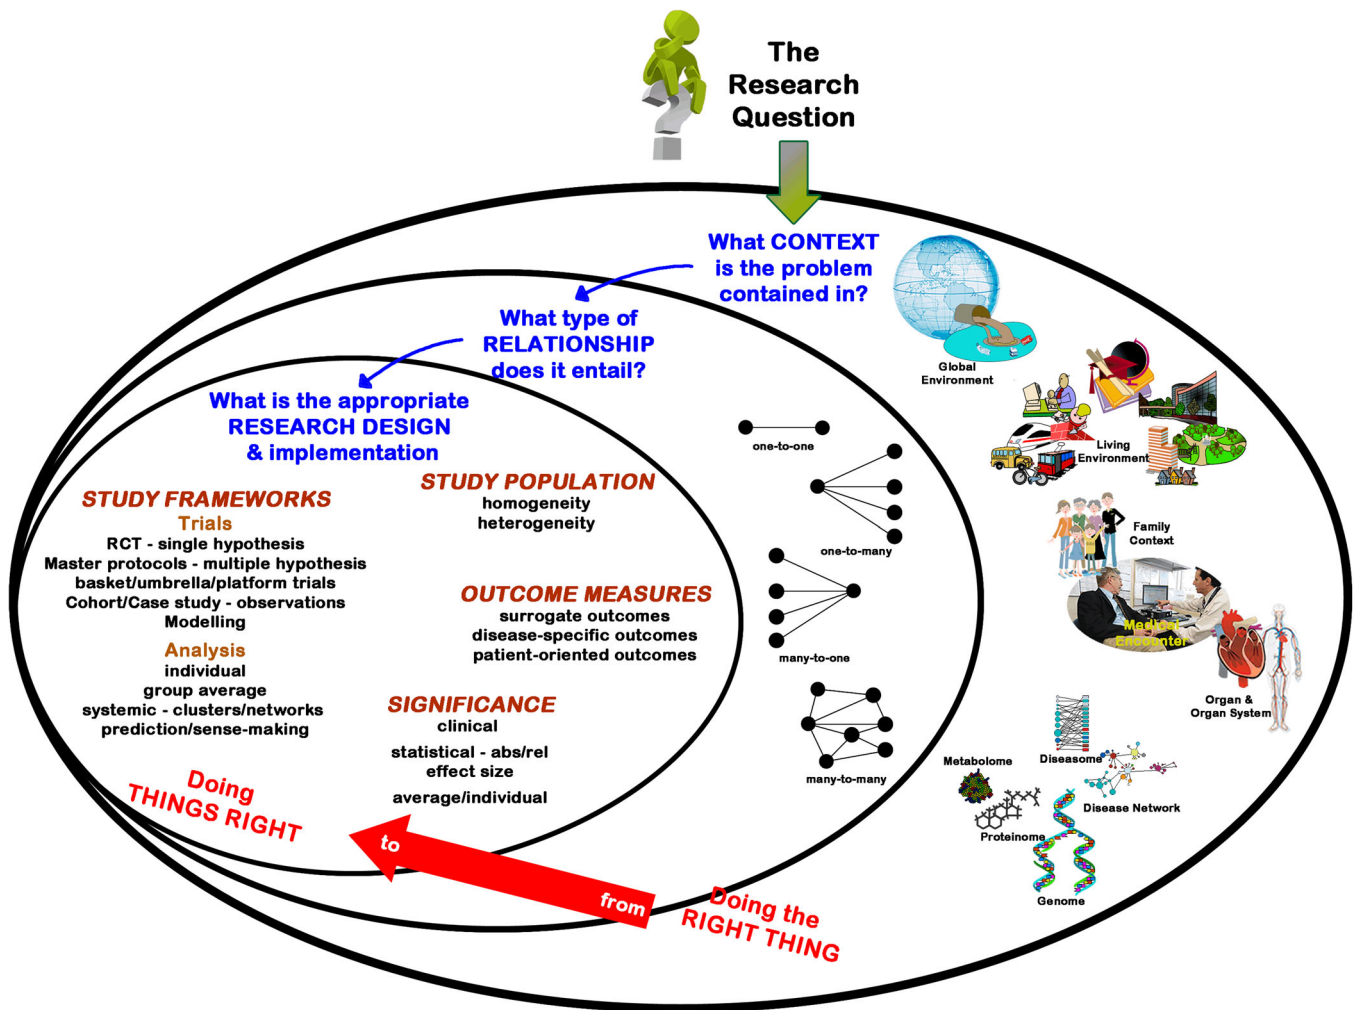 The
Research
Question
What CONTEXT
is the problem
contained in?
What type of
RELATIONSHIP
does it entail?
What is the appropriate
RESEARCH DESIGN
& implementation
STUDY FRAMEWORKS
Trials
RCT - single hypothesis
Master protocols - multiple hypothesis
basket/umbrella/platform trials
Cohort/Case study - observations
Modelling
Analysis
individual
group average
systemic - clusters/networks
prediction/sense-making
STUDY POPULATION
homogeneity
heterogeneity
OUTCOME MEASURES
surrogate outcomes
disease-specific outcomes
patient-oriented outcomes
SIGNIFICANCE
clinical
statistical - abs/rel
effect size
average/individual
one-to-one
one-to-many
many-to-one
many-to-many
Global
Environment
Living
Environment
Family
Context
Medical
Encounter
Organ &
Organ System
Diseasome
Metabolome
Disease Network
Proteinome
Genome
Doing
THINGS RIGHT
to
from
Doing the
RIGHT THING